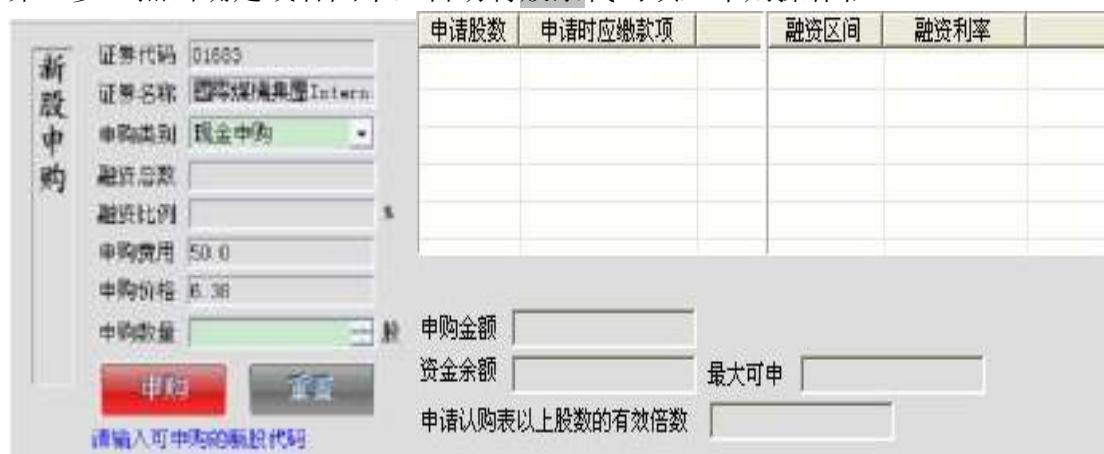 新股申购
证券代码 01683
证券名称 Intern
申购类别 现金申购
融资总数
融资比例 %
申购费用 50.0
申购价格 6.38
申购数量 股
申购 重置
请输入可申购的新股代码
申请股数 申请时应缴款项 融资区间 融资利率
申购金额
资金余额 最大可申
申请认购表以上股数的有效倍数